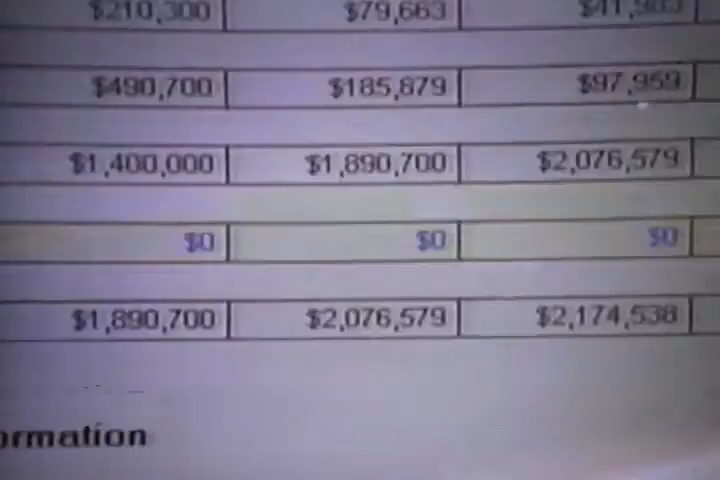 $210,300 $79,663
$490,700 $185,879 $97,959
$1,400,000 $1,890,700 $2,076,579
$0 $0 $0
$1,890,700 $2,076,579 $2,174,538
ormation